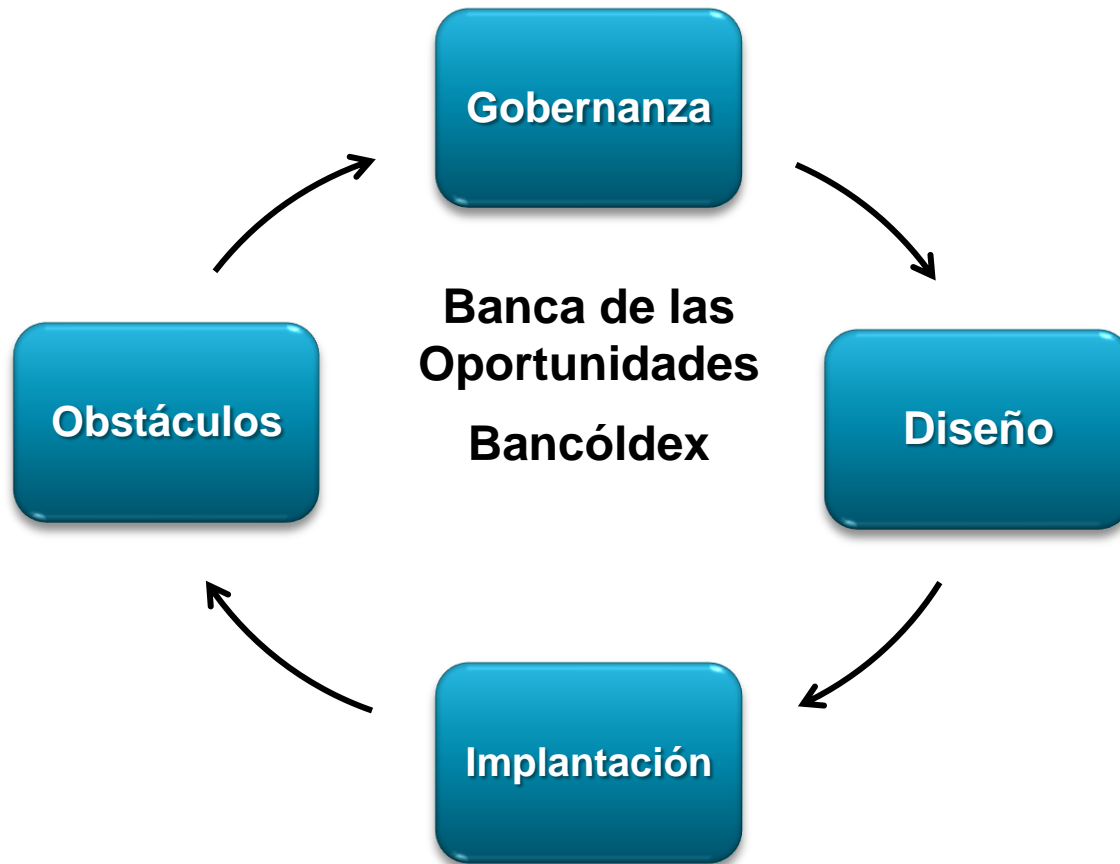 Gobernanza
Banca de las
Oportunidades
Bancóldex
Obstáculos
Diseño
Implantación